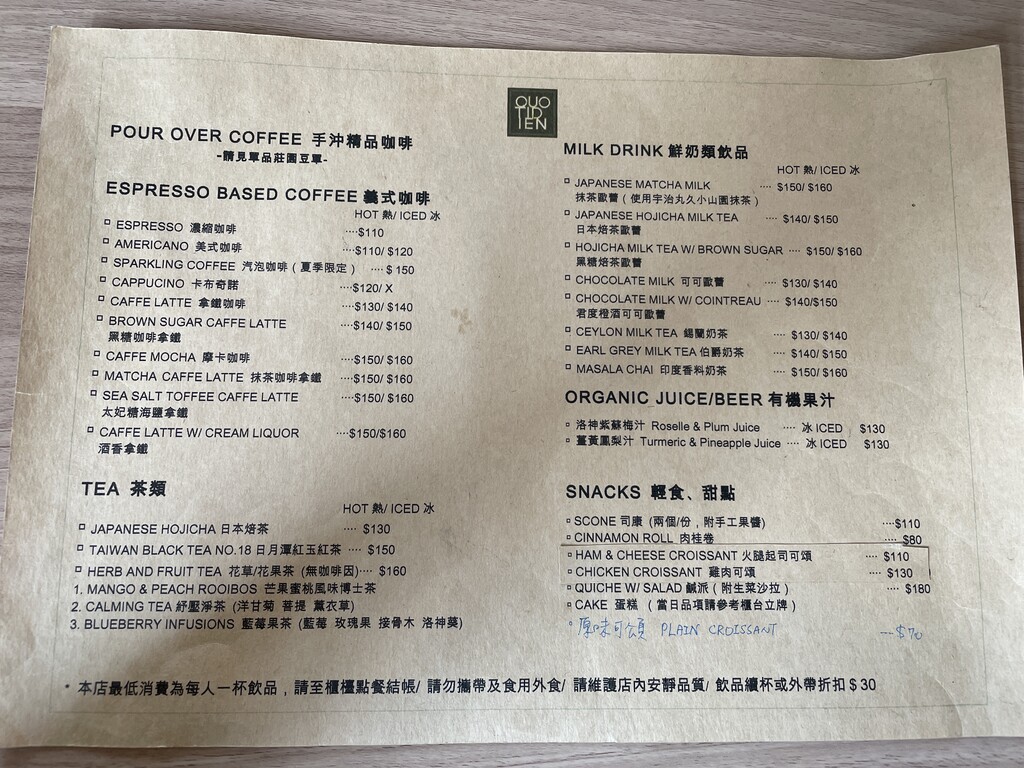 QUO
TID
IEN
POUR OVER COFFEE 手沖精品咖啡
-請見單品莊園豆單-
ESPRESSO BASED COFFEE 義式咖啡
HOT 熱/ ICED 冰
ESPRESSO 濃縮咖啡 ····$110
AMERICANO 美式咖啡 ····$110/ $120
SPARKLING COFFEE 汽泡咖啡 ( 夏季限定 ) ···· $ 150
CAPPUCINO 卡布奇諾 ····$120/ X
CAFFE LATTE 拿鐵咖啡 ····$130/ $140
BROWN SUGAR CAFFE LATTE ····$140/ $150
黑糖咖啡拿鐵
CAFFE MOCHA 摩卡咖啡 ····$150/ $160
MATCHA CAFFE LATTE 抹茶咖啡拿鐵 ····$150/ $160
SEA SALT TOFFEE CAFFE LATTE ····$150/ $160
太妃糖海鹽拿鐵
CAFFE LATTE W/ CREAM LIQUOR ····$150/$160
酒香拿鐵
TEA 茶類
HOT 熱/ ICED 冰
JAPANESE HOJICHA 日本焙茶 ···· $130
TAIWAN BLACK TEA NO.18 日月潭紅玉紅茶 ···· $150
HERB AND FRUIT TEA 花草/花果茶 (無咖啡因)···· $160
1. MANGO & PEACH ROOIBOS 芒果蜜桃風味博士茶
2. CALMING TEA 紓壓淨茶 (洋甘菊 菩提 薰衣草)
3. BLUEBERRY INFUSIONS 藍莓果茶 (藍莓 玫瑰果 接骨木 洛神葵)
MILK DRINK 鮮奶類飲品
HOT 熱/ ICED 冰
JAPANESE MATCHA MILK ···· $150/ $160
抹茶歐蕾 ( 使用宇治丸久小山園抹茶 )
JAPANESE HOJICHA MILK TEA ···· $140/ $150
日本焙茶歐蕾
HOJICHA MILK TEA W/ BROWN SUGAR ···· $150/ $160
黑糖焙茶歐蕾
CHOCOLATE MILK 可可歐蕾 ···· $130/ $140
CHOCOLATE MILK W/ COINTREAU ···· $140/$150
君度橙酒可可歐蕾
CEYLON MILK TEA 錫蘭奶茶 ···· $130/ $140
EARL GREY MILK TEA 伯爵奶茶 ···· $140/ $150
MASALA CHAI 印度香料奶茶 ···· $150/ $160
ORGANIC JUICE/BEER 有機果汁
洛神紫蘇梅汁 Roselle & Plum Juice ···· 冰 ICED $130
薑黃鳳梨汁 Turmeric & Pineapple Juice ···· 冰 ICED $130
SNACKS 輕食、甜點
SCONE 司康 (兩個/份，附手工果醬) ····$110
CINNAMON ROLL 肉桂卷 ···· $80
HAM & CHEESE CROISSANT 火腿起司可頌 ···· $110
CHICKEN CROISSANT 雞肉可頌 ···· $130
QUICHE W/ SALAD 鹹派 ( 附生菜沙拉 ) ···· $180
CAKE 蛋糕 ( 當日品項請參考櫃台立牌 )
原味可頌 PLAIN CROISSANT ---$70
* 本店最低消費為每人一杯飲品，請至櫃檯點餐結帳/ 請勿攜帶及食用外食/ 請維護店內安靜品質/ 飲品續杯或外帶折扣 $ 30